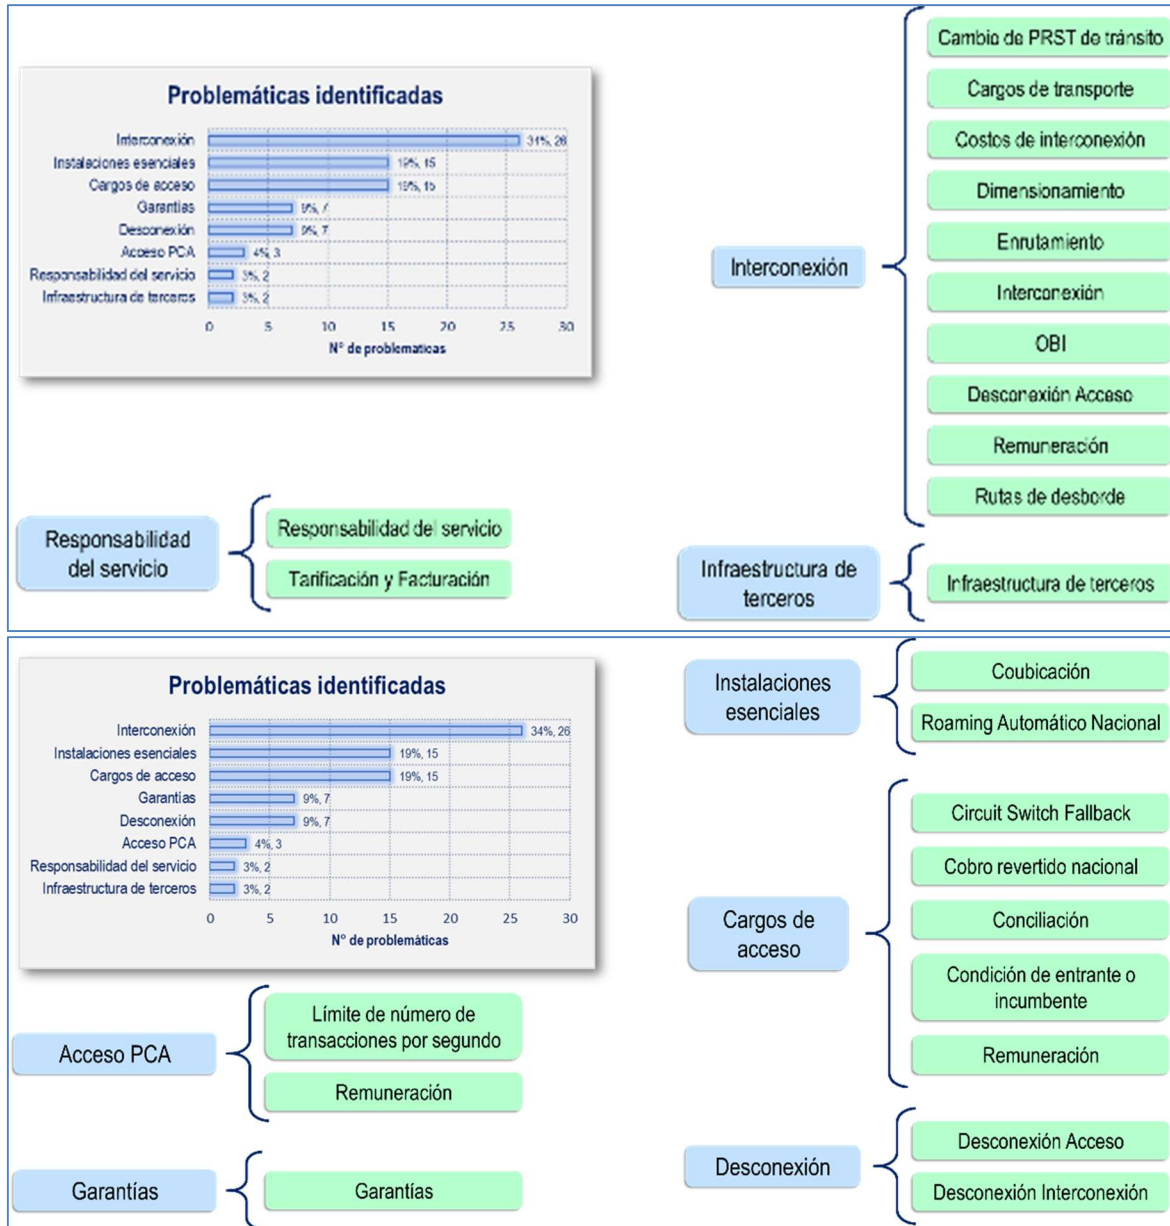 Problemáticas identificadas
Interconexión
34%, 26
Instalaciones esenciales
19%, 15
Cargos de acceso
19%, 15
Garantías
9%, 7
Desconexión
9%, 7
Acceso PCA
4%, 3
Responsabilidad del servicio
3%, 2
Infraestructura de terceros
3%, 2
0 5 10 15 20 25 30
N° de problemáticas
Interconexión
Cambio de PRST de tránsito
Cargos de transporte
Costos de interconexión
Dimensionamiento
Enrutamiento
Interconexión
OBI
Desconexión Acceso
Remuneración
Rutas de desborde
Responsabilidad
del servicio
Responsabilidad del servicio
Tarificación y Facturación
Infraestructura de
terceros
Infraestructura de terceros
Problemáticas identificadas
Interconexión
34%, 26
Instalaciones esenciales
19%, 15
Cargos de acceso
19%, 15
Garantías
9%, 7
Desconexión
9%, 7
Acceso PCA
4%, 3
Responsabilidad del servicio
3%, 2
Infraestructura de terceros
3%, 2
0 5 10 15 20 25 30
N° de problemáticas
Instalaciones
esenciales
Coubicación
Roaming Automático Nacional
Cargos de
acceso
Circuit Switch Fallback
Cobro revertido nacional
Conciliación
Condición de entrante o
incumbente
Remuneración
Acceso PCA
Límite de número de
transacciones por segundo
Remuneración
Desconexión
Desconexión Acceso
Desconexión Interconexión
Garantías
Garantías